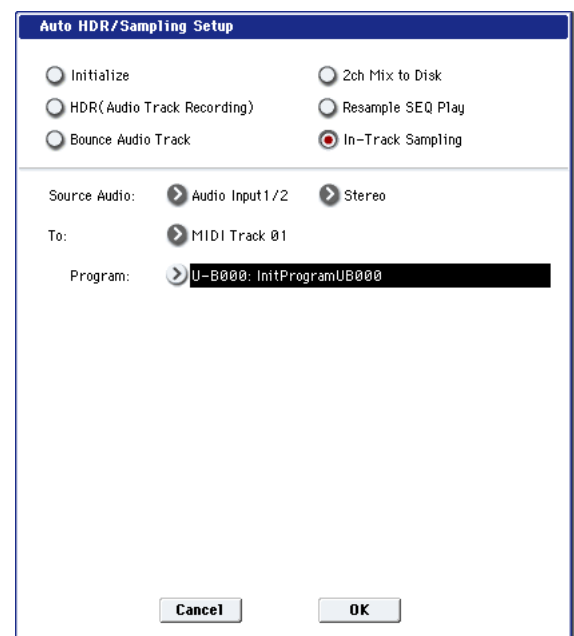 Auto HDR/Sampling Setup
Initialize
2ch Mix to Disk
HDR(Audio Track Recording)
Resample SEQ Play
Bounce Audio Track
In-Track Sampling
Source Audio: Audio Input1/2 Stereo
To: MIDI Track 01
Program: U-B000: InitProgramUB000
Cancel OK